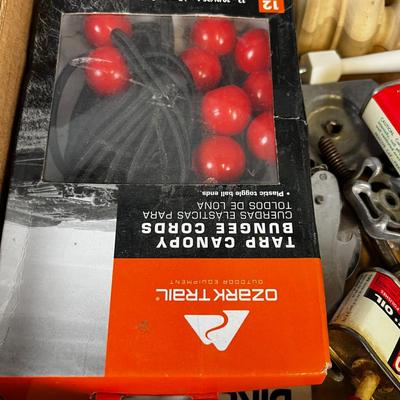 OZARK TRAIL®
OUTDOOR EQUIPMENT
TARP CANOPY
BUNGEE CORDS
CUERDAS ELÁSTICAS PARA
TOLDOS DE LONA
• Plastic toggle ball ends
12
OIL